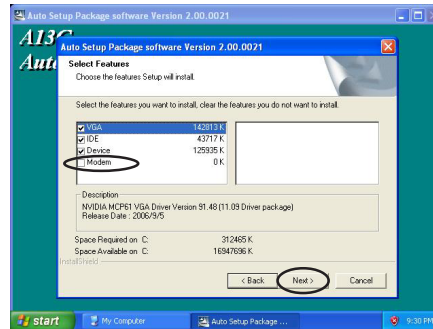 Auto Setup Package software Version 2.00.0021
A13G
Auto
Auto Setup Package software Version 2.00.0021
Select Features
Choose the features Setup will install.
Select the features you want to install, clear the features you do not want to install.
VGA 142813 K
IDE 43717 K
Device 125935 K
Modem 0 K
Description
NVIDIA MCP61 VGA Driver Version 91.48 (11.09 Driver package)
Release Date : 2006/9/5
Space Required on C: 312465 K
Space Available on C: 16947696 K
InstallShield
< Back Next > Cancel
start My Computer Auto Setup Package ... 9:30 PM